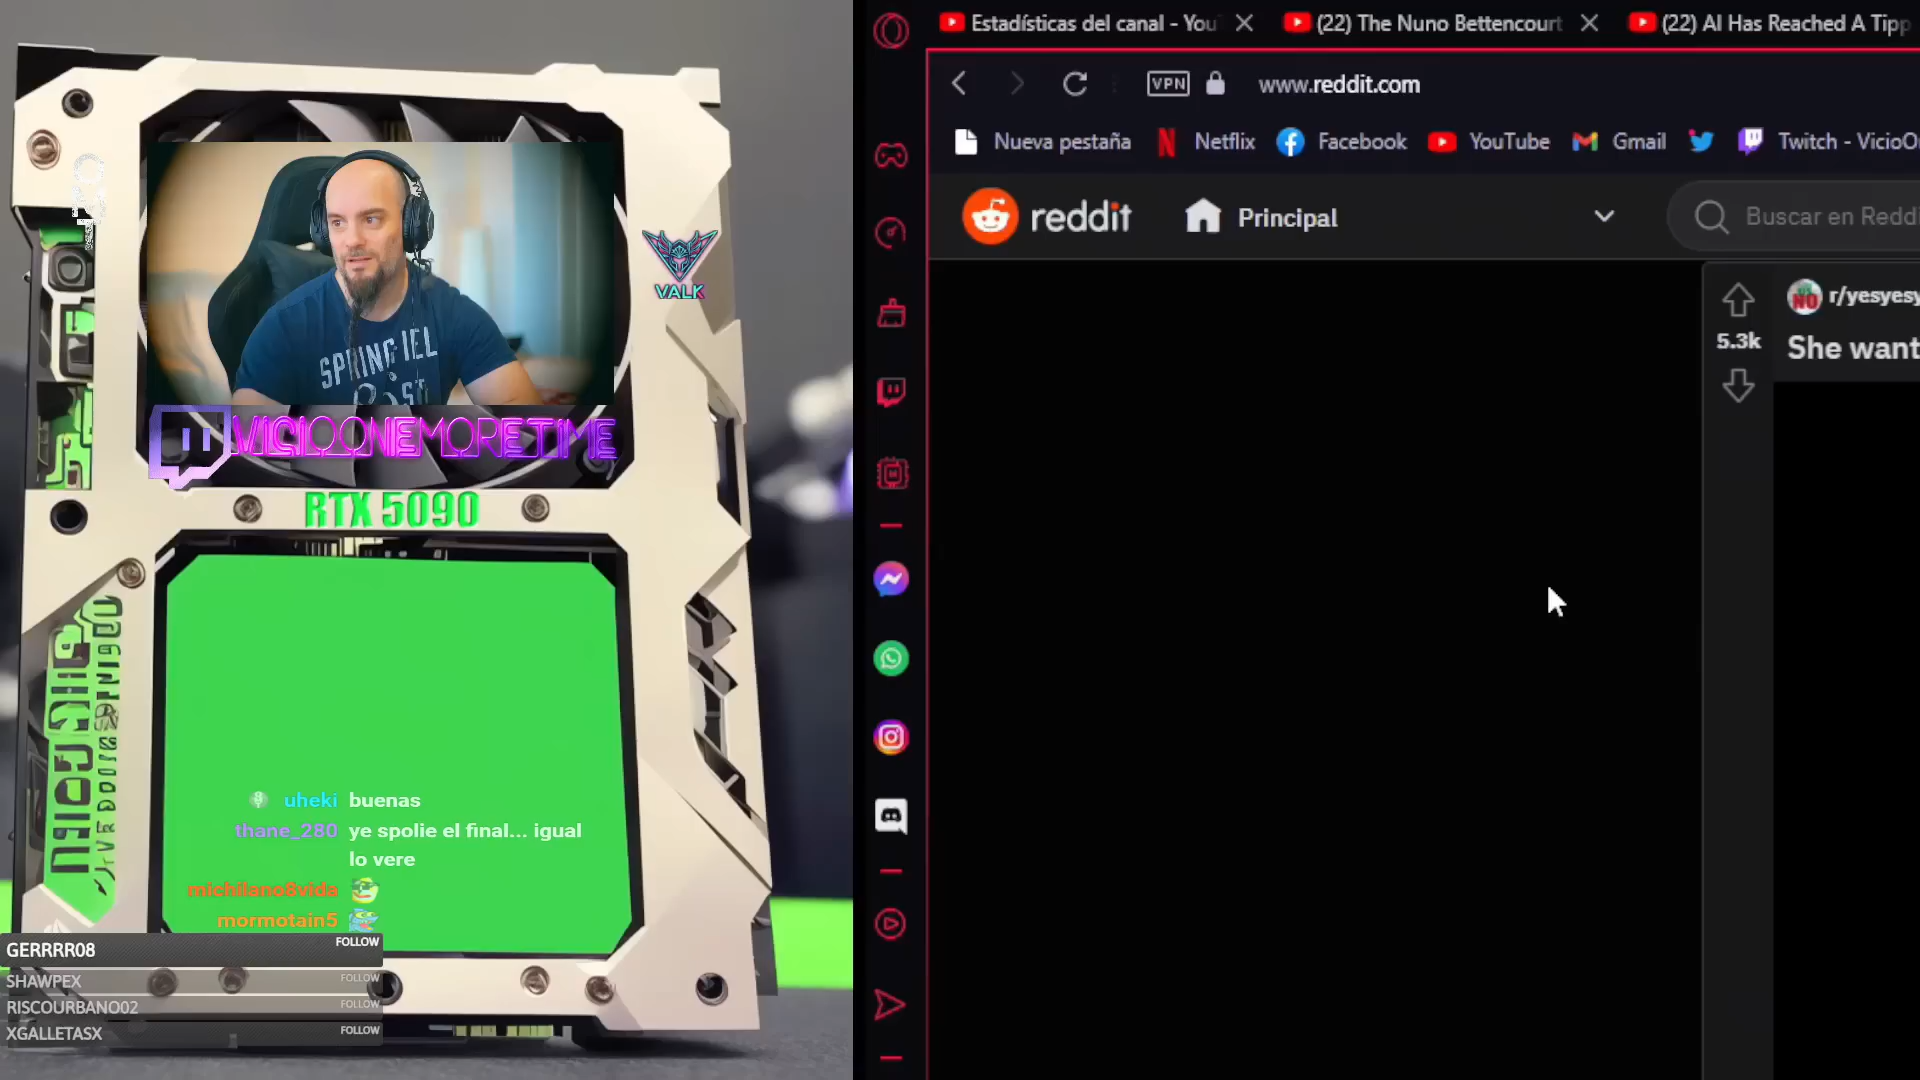 VALK
VICIOONEMORETIME
RTX 5090
SPRINGFIEL
uheki buenas
thane_280 ye spolie el final... igual
lo vere
michilano8vida
mormotain5
GERRRR08 FOLLOW
SHAWPEX FOLLOW
RISCOURBANO02 FOLLOW
XGALLETASX FOLLOW
Estadísticas del canal - You
(22) The Nuno Bettencourt
(22) AI Has Reached A Tipp
VPN www.reddit.com
Nueva pestaña Netflix Facebook YouTube Gmail Twitch - VicioO
reddit Principal Buscar en Redd
NO r/yesyesy
5.3k
She want